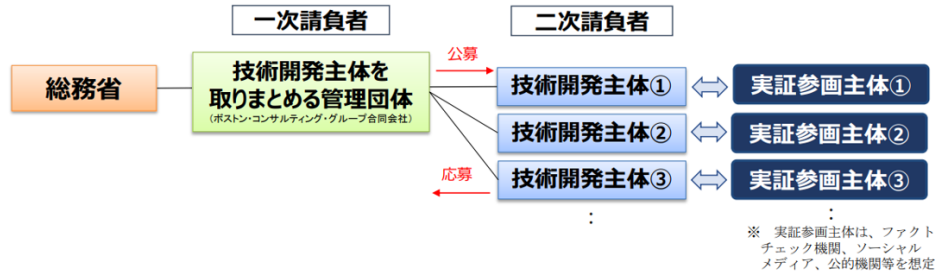 一次請負者
二次請負者
総務省
技術開発主体を
取りまとめる管理団体
（ボストン・コンサルティング・グループ合同会社）
公募
応募
技術開発主体①
実証参画主体①
技術開発主体②
実証参画主体②
技術開発主体③
実証参画主体③
：
：
※　実証参画主体は、ファクト
チェック機関、ソーシャル
メディア、公的機関等を想定